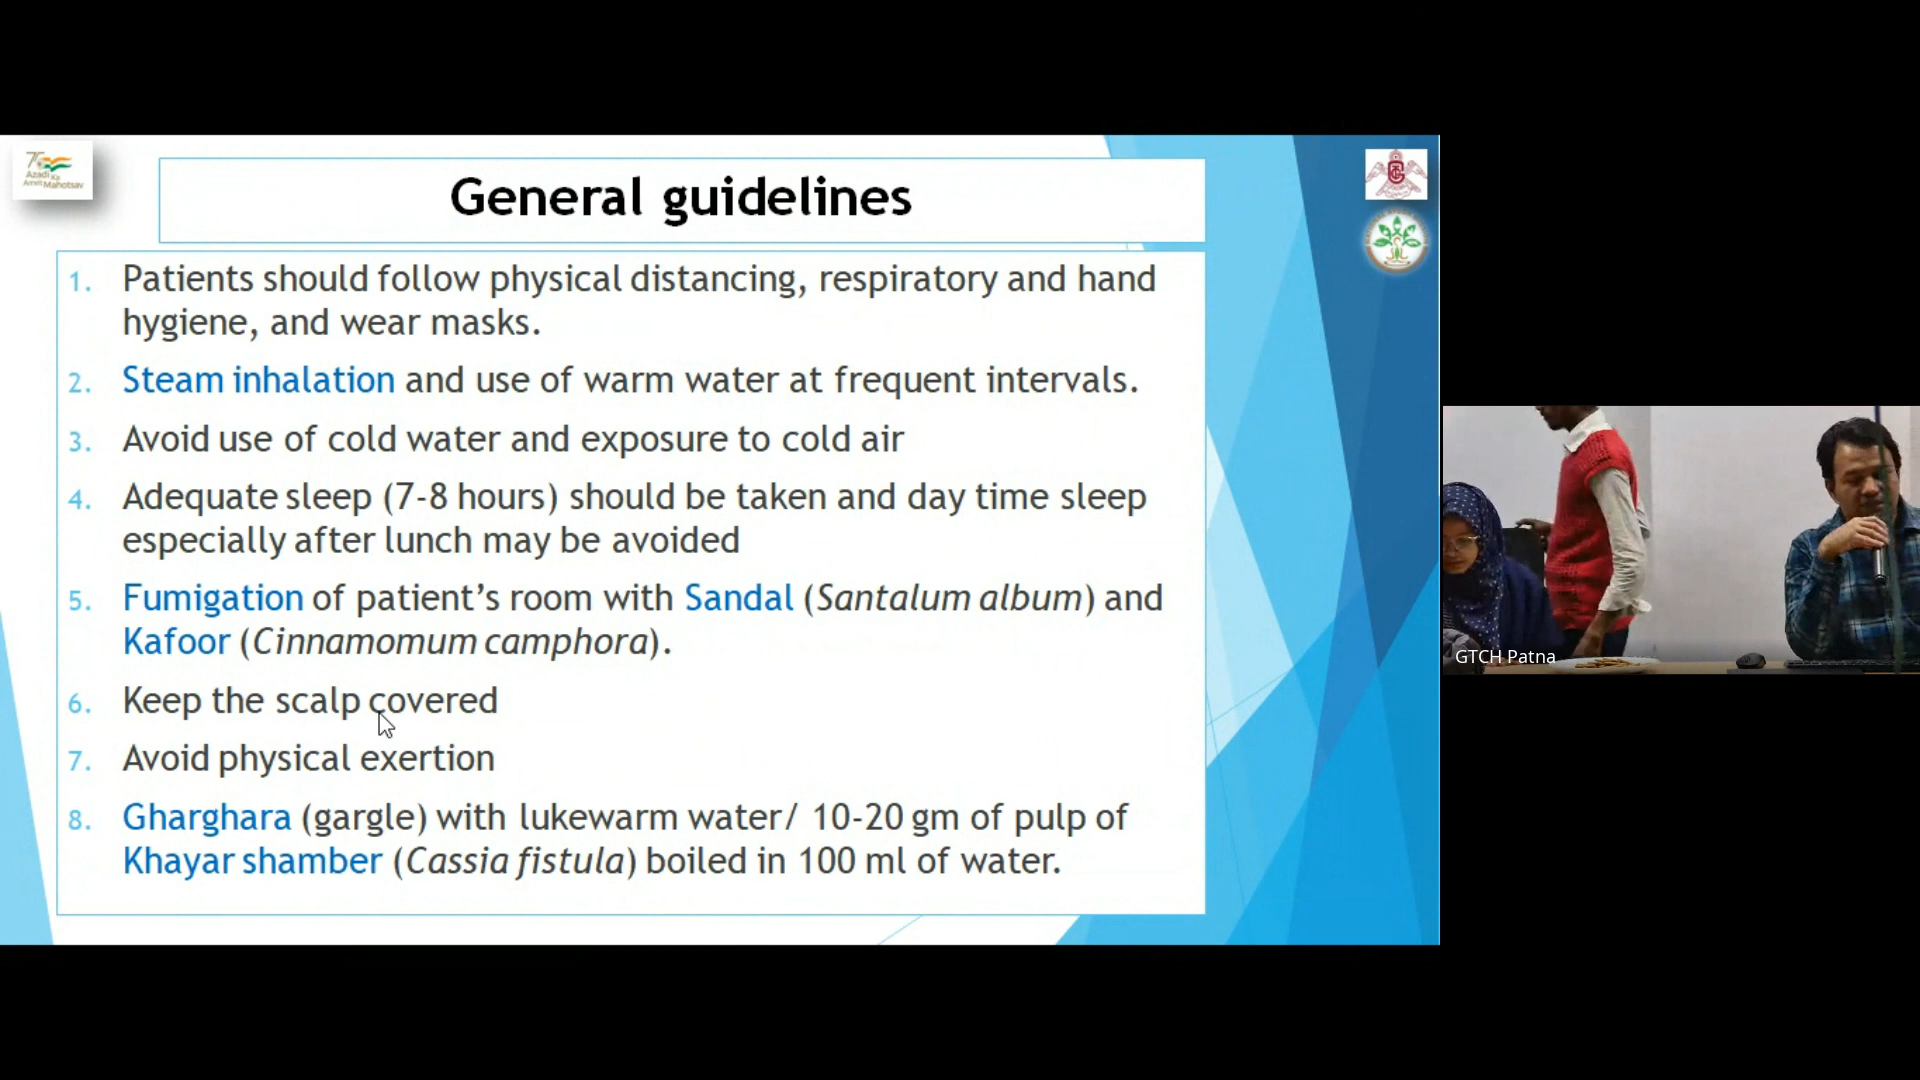 Azadi Ka
Amrit Mahotsav
General guidelines
1. Patients should follow physical distancing, respiratory and hand
hygiene, and wear masks.
2. Steam inhalation and use of warm water at frequent intervals.
3. Avoid use of cold water and exposure to cold air
4. Adequate sleep (7-8 hours) should be taken and day time sleep
especially after lunch may be avoided
5. Fumigation of patient’s room with Sandal (Santalum album) and
Kafoor (Cinnamomum camphora).
6. Keep the scalp covered
7. Avoid physical exertion
8. Gharghara (gargle) with lukewarm water/ 10-20 gm of pulp of
Khayar shamber (Cassia fistula) boiled in 100 ml of water.
GTCH Patna